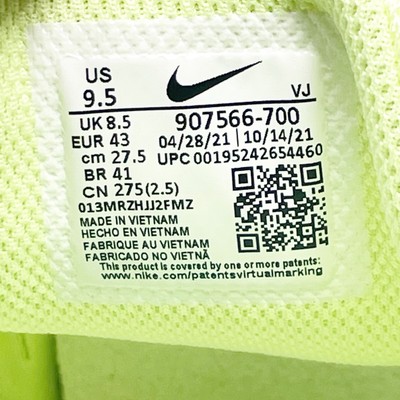 US
9.5
VJ
UK 8.5
907566-700
EUR 43
04/28/21 | 10/14/21
cm 27.5
UPC 00195242654460
BR 41
CN 275(2.5)
013MRZHJJ2FMZ
MADE IN VIETNAM
HECHO EN VIETNAM
FABRIQUE AU VIETNAM
FABRICADO NO VIETNÃ
This product is covered by one or more patents:
www.nike.com/patentsvirtualmarking